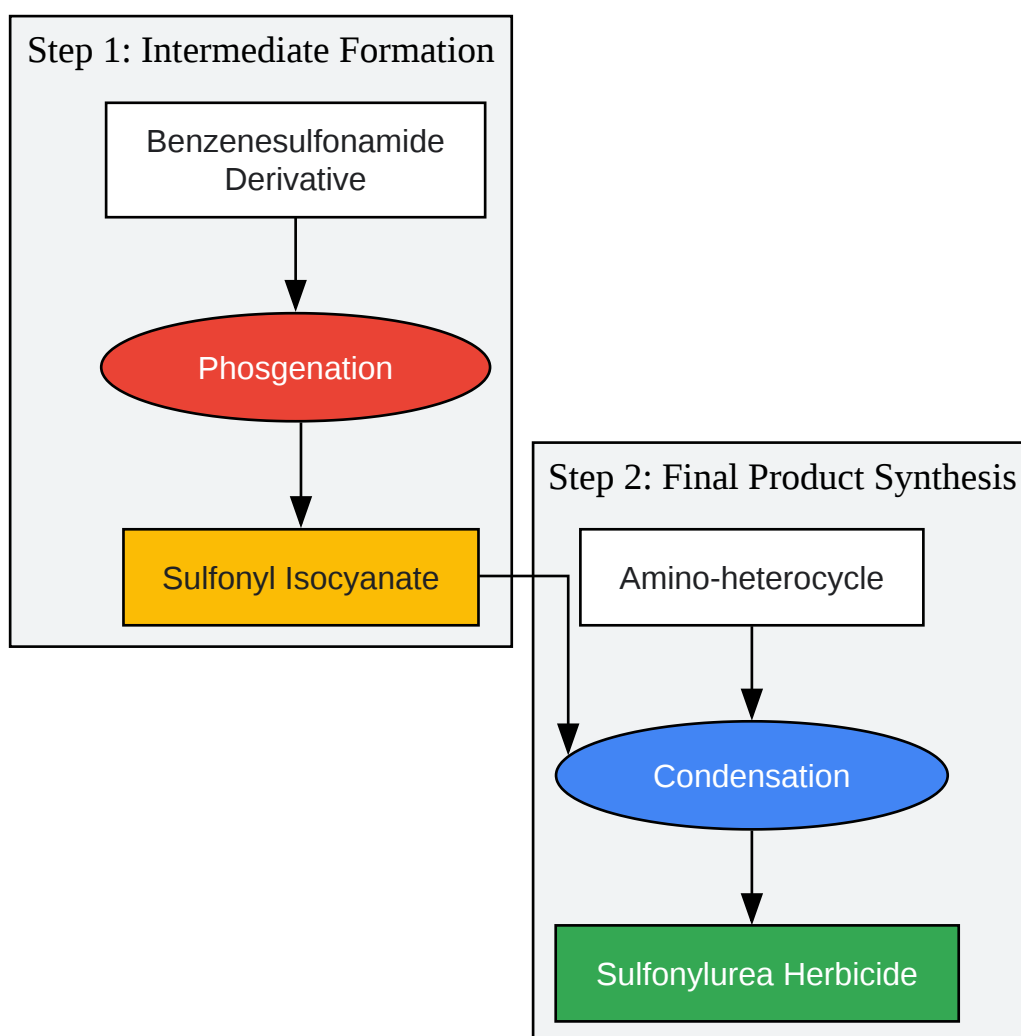 Step 1: Intermediate Formation
Benzenesulfonamide
Derivative
Phosgenation
Sulfonyl Isocyanate
Step 2: Final Product Synthesis
Amino-heterocycle
Condensation
Sulfonylurea Herbicide